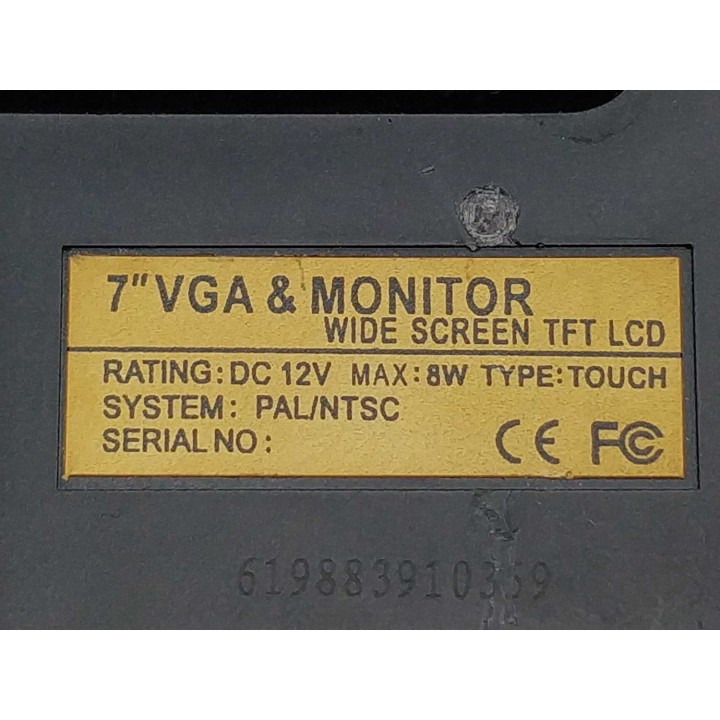 7" VGA & MONITOR
WIDE SCREEN TFT LCD
RATING: DC 12V MAX: 8W TYPE: TOUCH
SYSTEM: PAL/NTSC
SERIAL NO:
CE FC